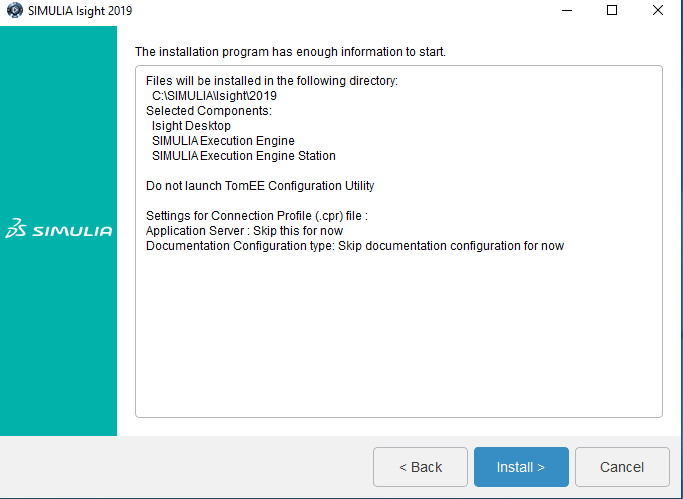 SIMULIA Isight 2019
The installation program has enough information to start.
Files will be installed in the following directory:
C:\SIMULIA\Isight\2019
Selected Components:
Isight Desktop
SIMULIA Execution Engine
SIMULIA Execution Engine Station
Do not launch TomEE Configuration Utility
Settings for Connection Profile (.cpr) file :
Application Server : Skip this for now
Documentation Configuration type: Skip documentation configuration for now
SIMULIA
< Back
Install >
Cancel